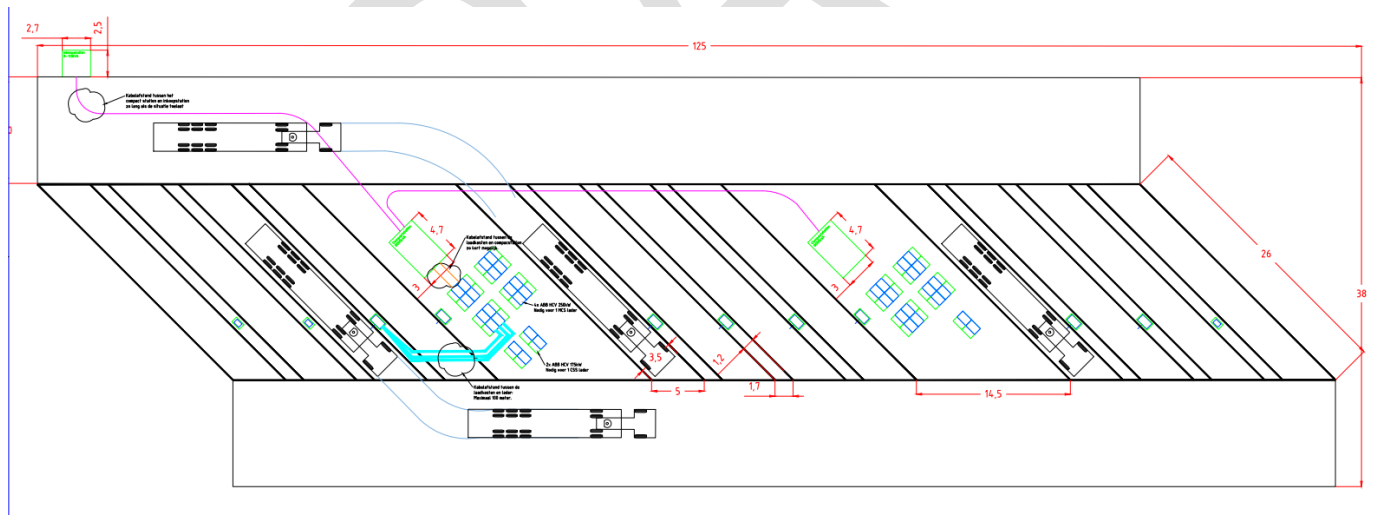 2,7
2,5
125
Kabelafstand tussen het
compact station en inkoopstation
zo lang als de situatie toelaat
4,7
Kabelafstand tussen de
laadkasten en compactstation
zo kort mogelijk.
3
4x ABB HCV 250kW
Nodig voor 1 MCS lader
2x ABB HCV 175kW
Nodig voor 1 CSS lader
Kabelafstand tussen de
laadkasten en lader:
Maximaal 100 meter.
4,7
3
26
38
3,5
1,2
5
1,7
14,5